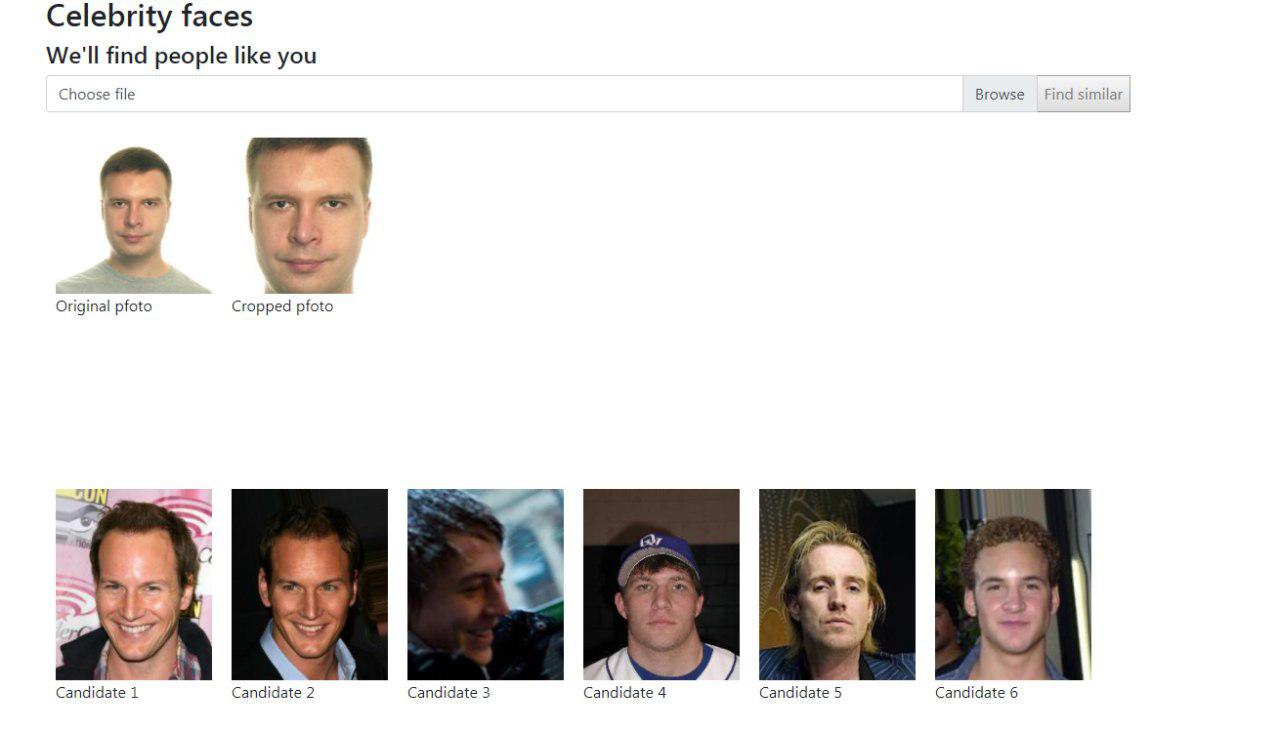 Celebrity faces
We'll find people like you
Choose file
Browse
Find similar
Original pfoto
Cropped pfoto
CON
Candidate 1
Candidate 2
Candidate 3
Candidate 4
Candidate 5
Candidate 6